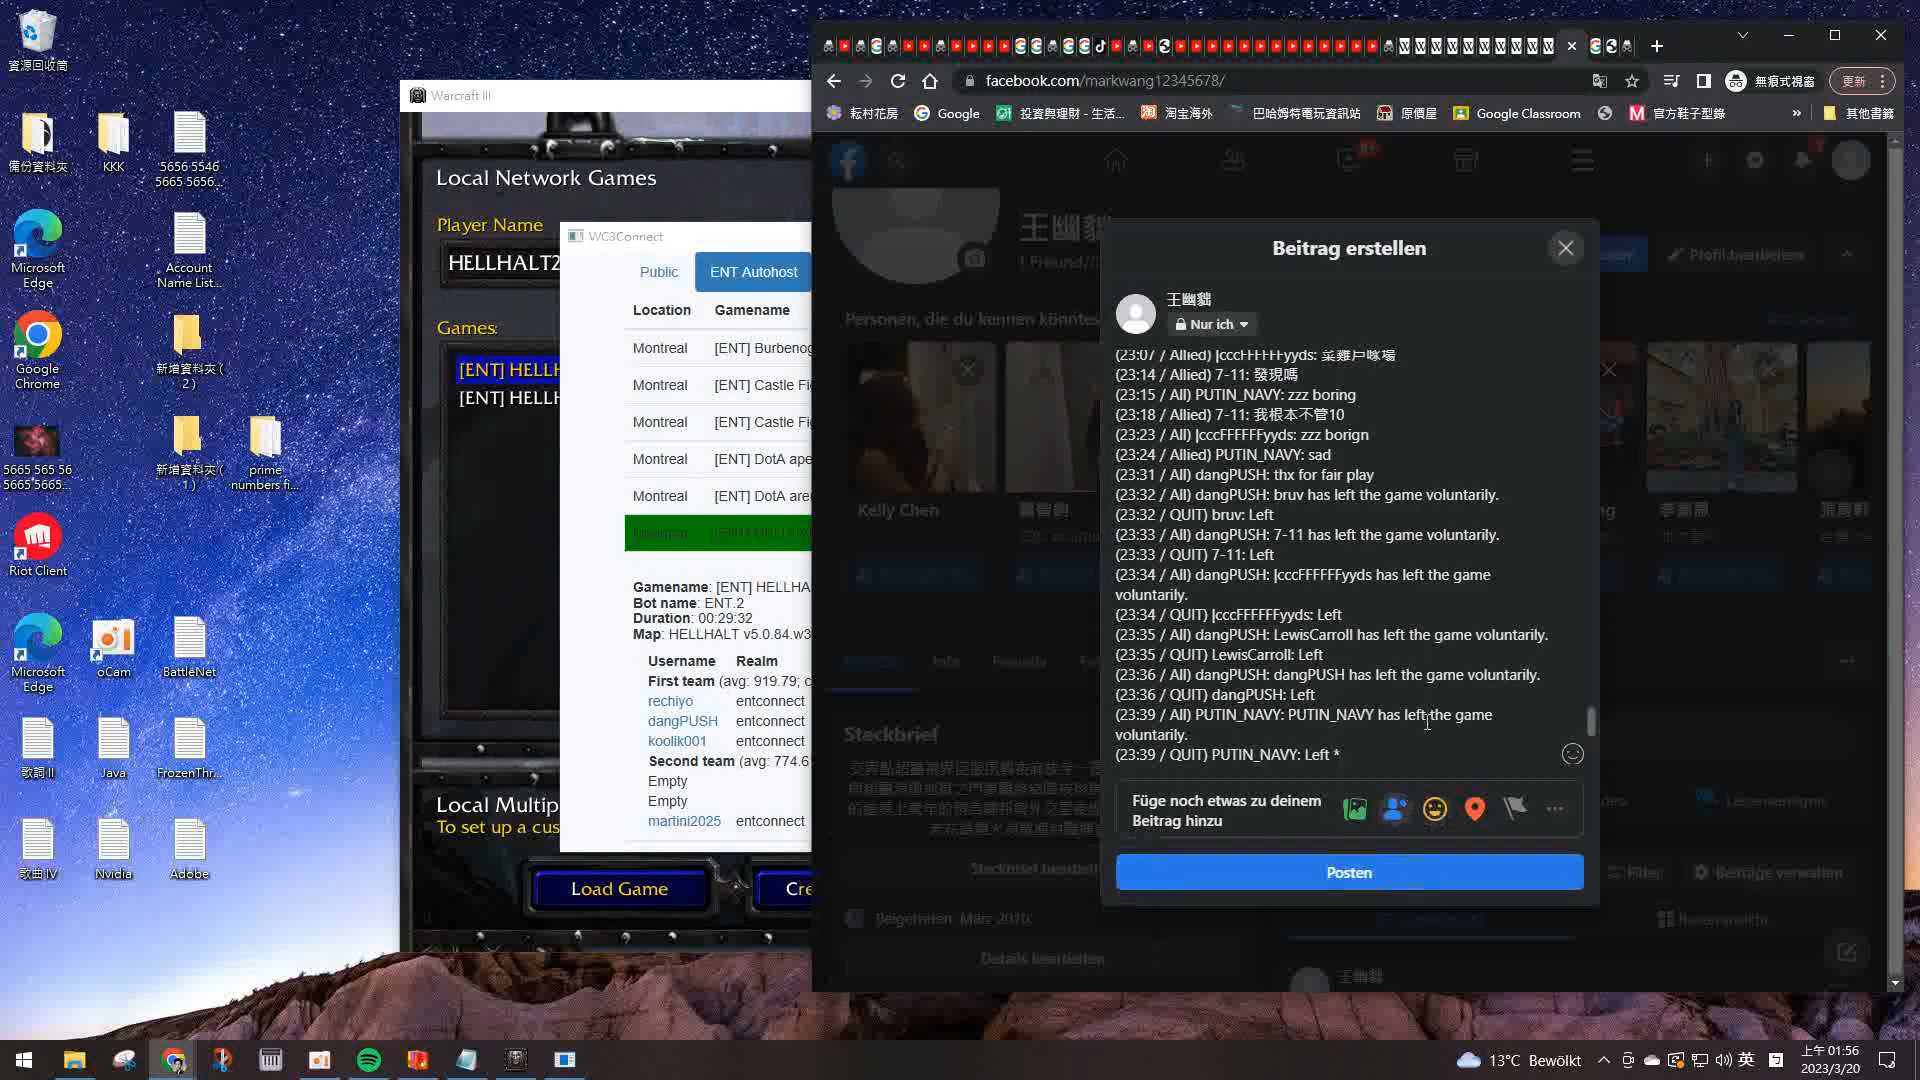 資源回收筒
備份資料夾
KKK
5656 5546
5665 5656...
Microsoft
Edge
Account
Name List...
Google
Chrome
新增資料夾 (
2 )
5665 565 56
5665 5665...
新增資料夾 (
1 )
prime
numbers fi...
Riot Client
Microsoft
Edge
oCam
BattleNet
歌詞 II
Java
FrozenThr...
歌曲 IV
Nvidia
Adobe
Warcraft III
Local Network Games
Player Name
HELLHALT2
Games:
[ENT] HELLH
[ENT] HELLH
Local Multip
To set up a cus
Load Game
Cre
WC3Connect
Public
ENT Autohost
Location Gamename
Montreal [ENT] Burbenog
Montreal [ENT] Castle Fi
Montreal [ENT] Castle Fi
Montreal [ENT] DotA ape
Montreal [ENT] DotA are
Gamename: [ENT] HELLHA
Bot name: ENT.2
Duration: 00:29:32
Map: HELLHALT v5.0.84.w3
Username Realm
First team (avg: 919.79; c
rechiyo entconnect
dangPUSH entconnect
koolik001 entconnect
Second team (avg: 774.6
Empty
Empty
martini2025 entconnect
facebook.com/markwang12345678/
無痕式視窗
更新
耘村花房
Google
投資與理財 - 生活...
淘宝海外
巴哈姆特電玩資訊站
原價屋
Google Classroom
官方鞋子型錄
»
其他書籤
Personen, die du kennen könntest
Profil bearbeiten
Kelly Chen
Steckbrief
Details bearbeiten
Beiträge verwalten
Filter
Beitrag erstellen
王幽貔
Nur ich
(23:07 / Allied) |cccFFFFFFyyds: 菜雞戶啄場
(23:14 / Allied) 7-11: 發現嗎
(23:15 / All) PUTIN_NAVY: zzz boring
(23:18 / Allied) 7-11: 我根本不管10
(23:23 / All) |cccFFFFFFyyds: zzz borign
(23:24 / Allied) PUTIN_NAVY: sad
(23:31 / All) dangPUSH: thx for fair play
(23:32 / All) dangPUSH: bruv has left the game voluntarily.
(23:32 / QUIT) bruv: Left
(23:33 / All) dangPUSH: 7-11 has left the game voluntarily.
(23:33 / QUIT) 7-11: Left
(23:34 / All) dangPUSH: |cccFFFFFFyyds has left the game
voluntarily.
(23:34 / QUIT) |cccFFFFFFyyds: Left
(23:35 / All) dangPUSH: LewisCarroll has left the game voluntarily.
(23:35 / QUIT) LewisCarroll: Left
(23:36 / All) dangPUSH: dangPUSH has left the game voluntarily.
(23:36 / QUIT) dangPUSH: Left
(23:39 / All) PUTIN_NAVY: PUTIN_NAVY has left the game
voluntarily.
(23:39 / QUIT) PUTIN_NAVY: Left *
Füge noch etwas zu deinem
Beitrag hinzu
Posten
13°C Bewölkt
英
上午 01:56
2023/3/20